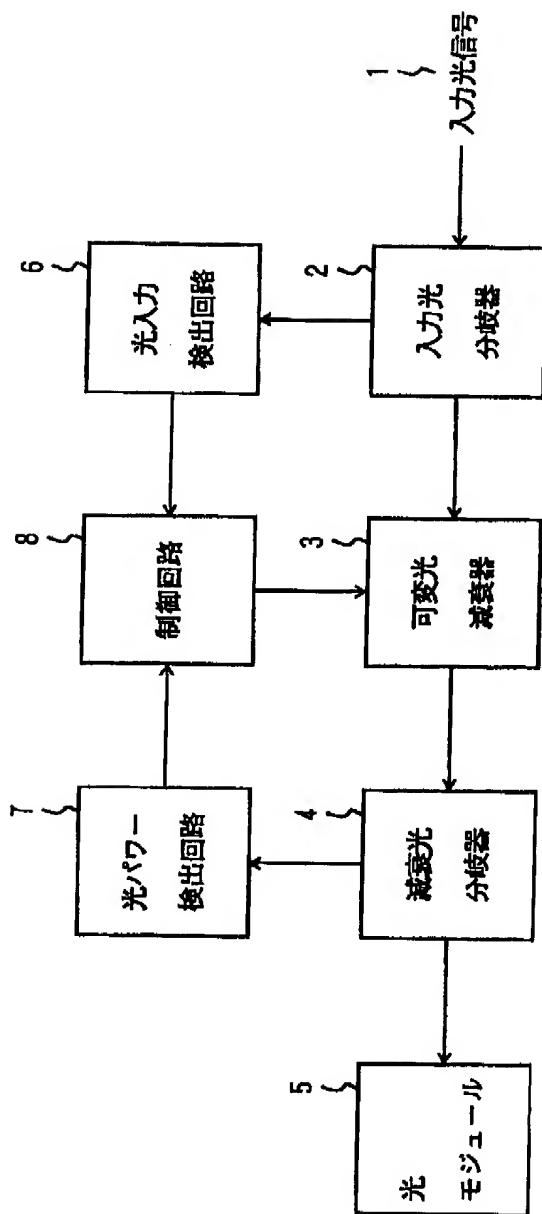 1
入力光信号
2
入力光
分岐器
3
可変光
減衰器
4
減衰光
分岐器
5
光
モジュール
6
光入力
検出回路
7
光パワー
検出回路
8
制御回路